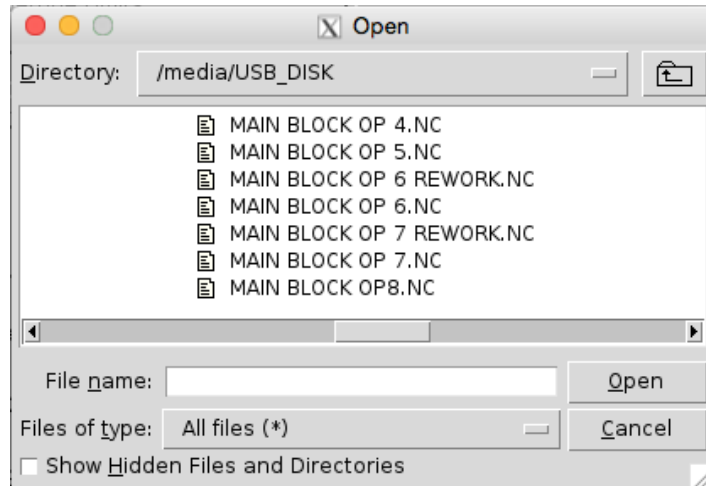 Open
Directory: /media/USB_DISK
MAIN BLOCK OP 4.NC
MAIN BLOCK OP 5.NC
MAIN BLOCK OP 6 REWORK.NC
MAIN BLOCK OP 6.NC
MAIN BLOCK OP 7 REWORK.NC
MAIN BLOCK OP 7.NC
MAIN BLOCK OP8.NC
File name: Open
Files of type: All files (*) Cancel
Show Hidden Files and Directories